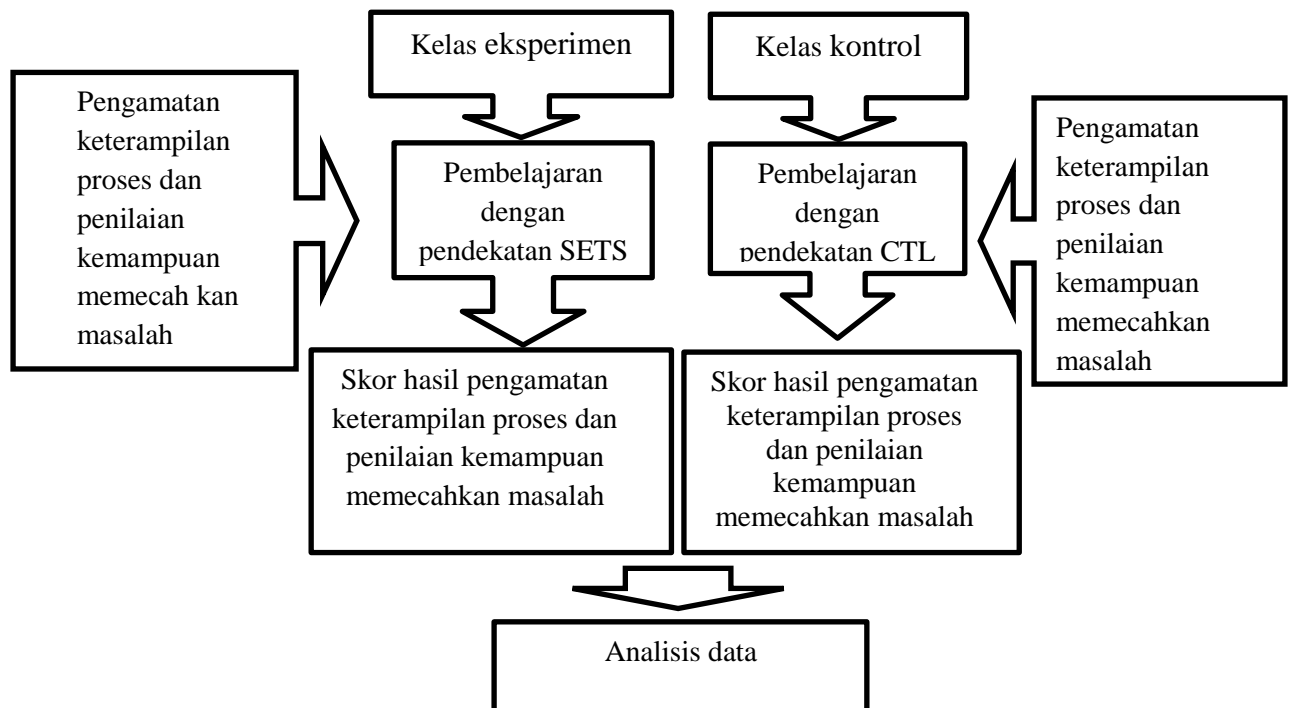 Kelas eksperimen
Kelas kontrol
Pengamatan
keterampilan
proses dan
penilaian
kemampuan
memecah kan
masalah
Pembelajaran
dengan
pendekatan SETS
Pembelajaran
dengan
pendekatan CTL
Pengamatan
keterampilan
proses dan
penilaian
kemampuan
memecahkan
masalah
Skor hasil pengamatan
keterampilan proses dan
penilaian kemampuan
memecahkan masalah
Skor hasil pengamatan
keterampilan proses
dan penilaian
kemampuan
memecahkan masalah
Analisis data